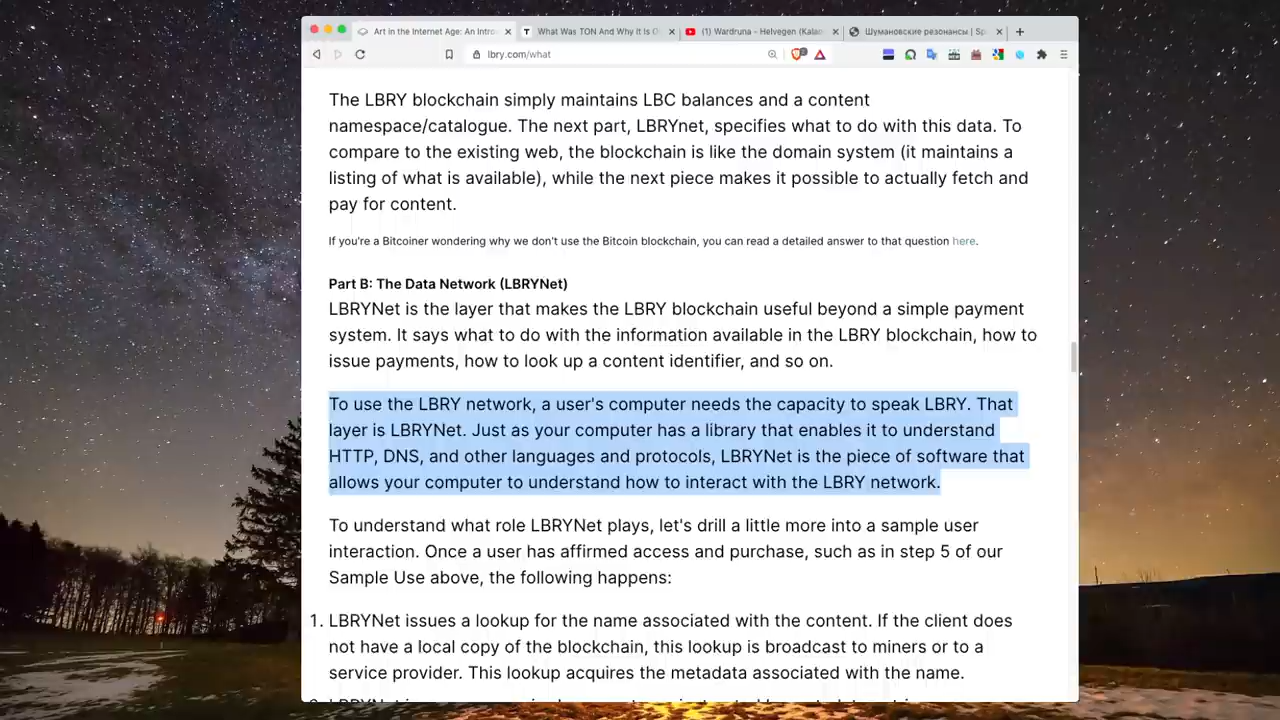 Art in the Internet Age: An Intro
What Was TON And Why It Is O
(1) Wardruna - Helvegen (Kalan
Шумановские резонансы | Sp
lbry.com/what
The LBRY blockchain simply maintains LBC balances and a content
namespace/catalogue. The next part, LBRYnet, specifies what to do with this data. To
compare to the existing web, the blockchain is like the domain system (it maintains a
listing of what is available), while the next piece makes it possible to actually fetch and
pay for content.
If you're a Bitcoiner wondering why we don't use the Bitcoin blockchain, you can read a detailed answer to that question here.
Part B: The Data Network (LBRYNet)
LBRYNet is the layer that makes the LBRY blockchain useful beyond a simple payment
system. It says what to do with the information available in the LBRY blockchain, how to
issue payments, how to look up a content identifier, and so on.
To use the LBRY network, a user's computer needs the capacity to speak LBRY. That
layer is LBRYNet. Just as your computer has a library that enables it to understand
HTTP, DNS, and other languages and protocols, LBRYNet is the piece of software that
allows your computer to understand how to interact with the LBRY network.
To understand what role LBRYNet plays, let's drill a little more into a sample user
interaction. Once a user has affirmed access and purchase, such as in step 5 of our
Sample Use above, the following happens:
1. LBRYNet issues a lookup for the name associated with the content. If the client does
not have a local copy of the blockchain, this lookup is broadcast to miners or to a
service provider. This lookup acquires the metadata associated with the name.